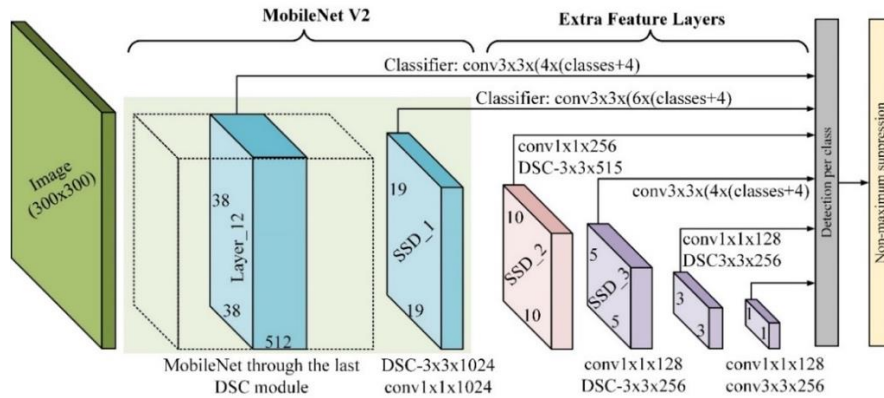 MobileNet V2
Extra Feature Layers
Classifier: conv3x3x(4x(classes+4)
Classifier: conv3x3x(6x(classes+4)
conv1x1x256
DSC-3x3x515
conv3x3x(4x(classes+4)
conv1x1x128
DSC3x3x256
Image
(300x300)
38
Layer_12
38
512
19
SSD_1
19
10
SSD_2
10
5
SSD_3
5
3
3
1
1
Detection per class
Non-maximum suppression
MobileNet through the last
DSC module
DSC-3x3x1024
conv1x1x1024
conv1x1x128
DSC-3x3x256
conv1x1x128
conv3x3x256